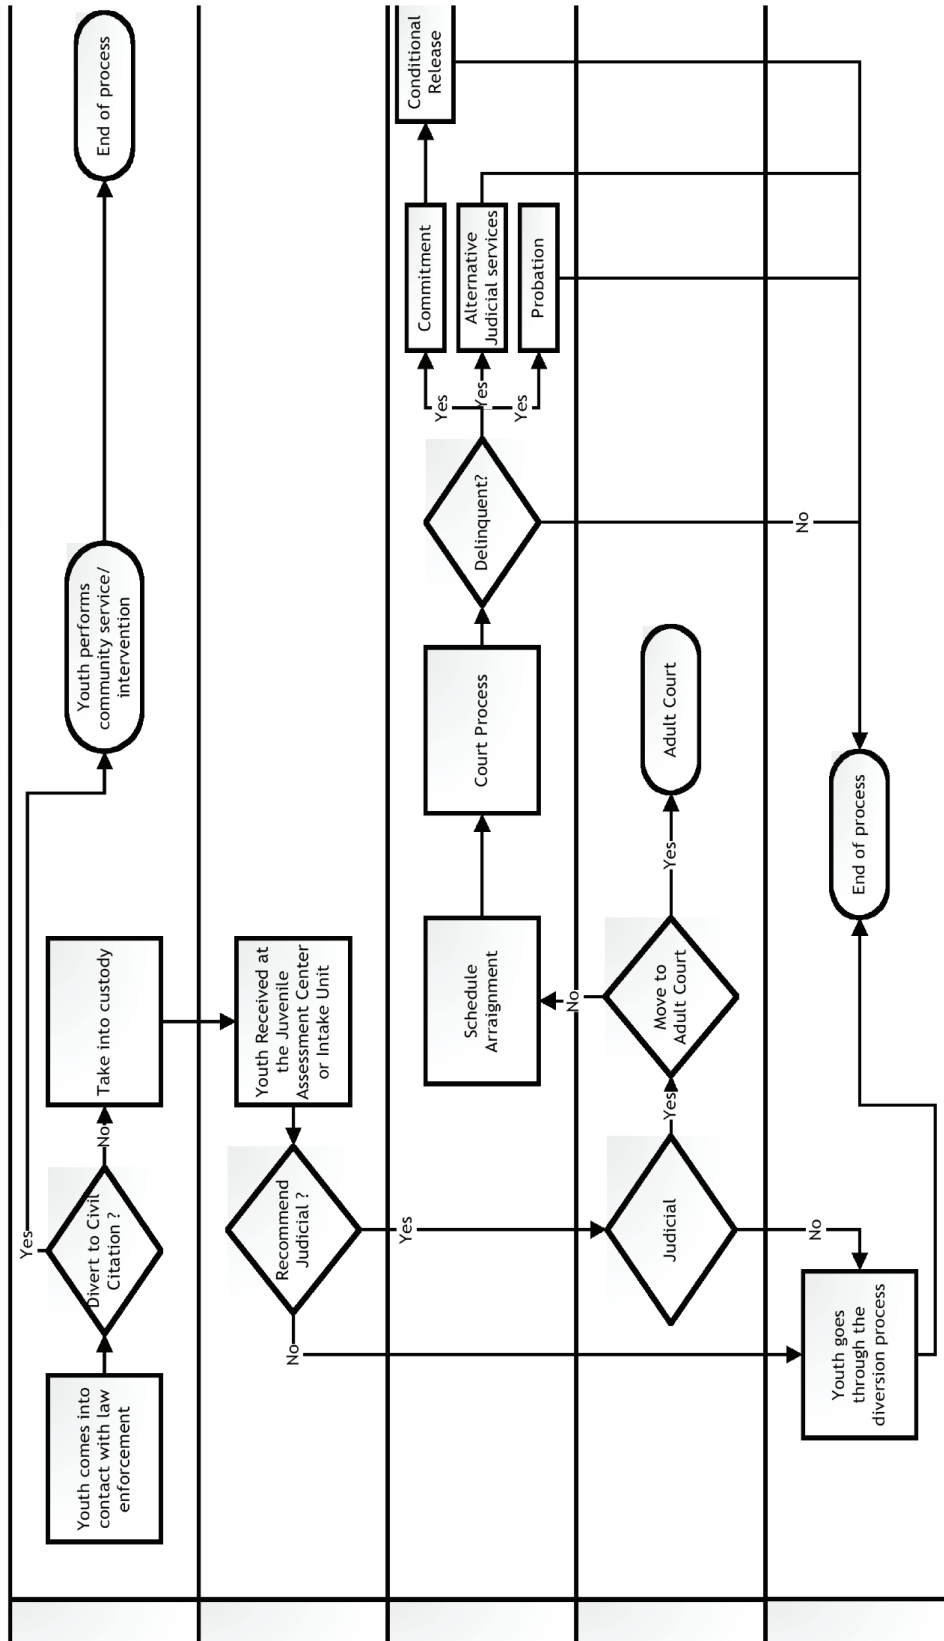 Youth comes into
contact with law
enforcement
Divert to Civil
Citation ?
Yes
No
Take into custody
Youth performs
community service/
intervention
End of process
Youth Received at
the Juvenile
Assessment Center
or Intake Unit
Recommend
Judicial ?
No
Yes
Schedule
Arraignment
Court Process
Delinquent?
Yes
Yes
Yes
Commitment
Alternative
Judicial services
Probation
Conditional
Release
Judicial
Yes
Move to
Adult Court
No
Yes
Adult Court
No
Youth goes
through the
diversion process
End of process
No